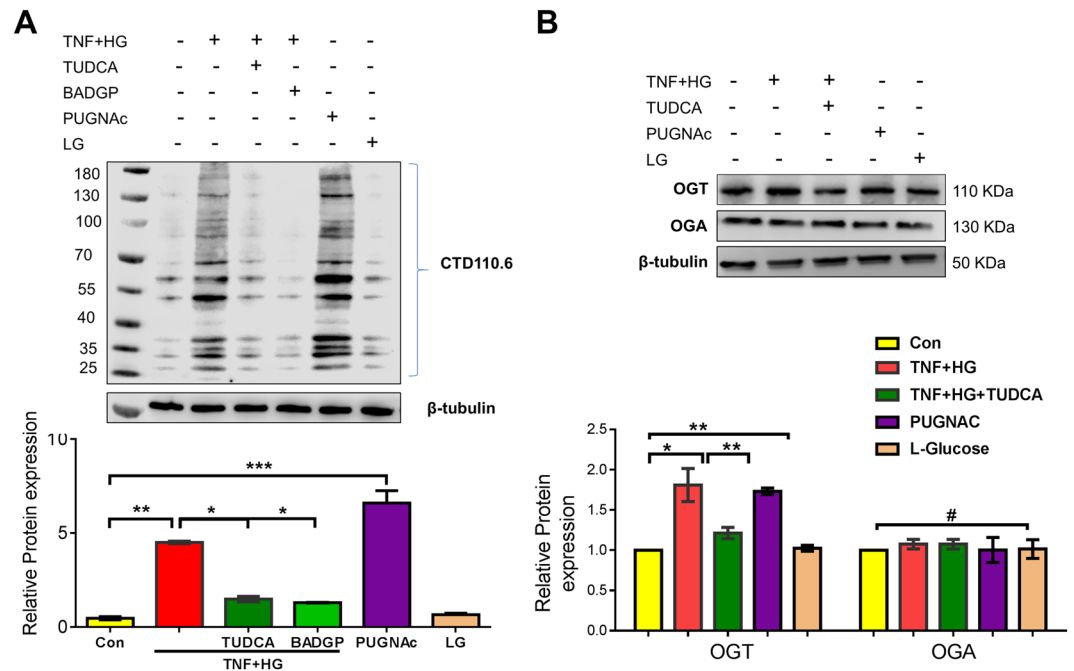 A
TNF+HG - + + + - -
TUDCA - - + - - -
BADGP - - - + - -
PUGNAc - - - - + -
LG - - - - - +
180
130
100
70
55
40
35
25
CTD110.6
β-tubulin
Relative Protein expression
10
5
0
***
** * *
Con TUDCA BADGP PUGNAc LG
TNF+HG
B
TNF+HG - + + - -
TUDCA - - + - -
PUGNAc - - - + -
LG - - - - +
OGT 110 KDa
OGA 130 KDa
β-tubulin 50 KDa
Con
TNF+HG
TNF+HG+TUDCA
PUGNAC
L-Glucose
Relative Protein
expression
2.5
2.0
1.5
1.0
0.5
0.0
**
* **
#
OGT OGA